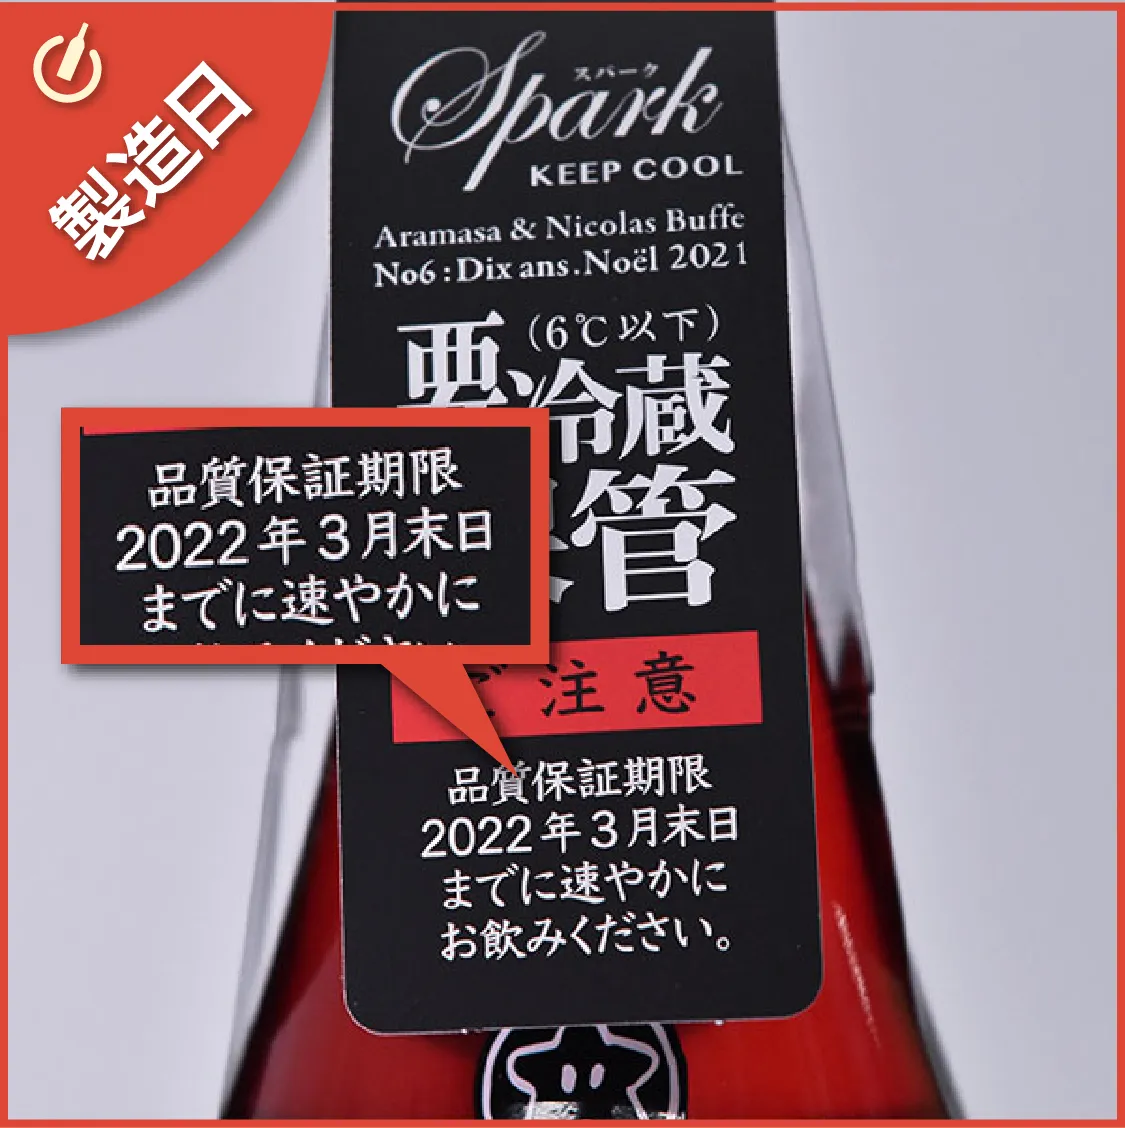 製造日
Spark
スパーク
KEEP COOL
Aramasa & Nicolas Buffe
No6 : Dix ans . Noël 2021
要冷蔵
(6℃以下)
管
品質保証期限
2022年3月末日
までに速やかに
ご注意
品質保証期限
2022年3月末日
までに速やかに
お飲みください。